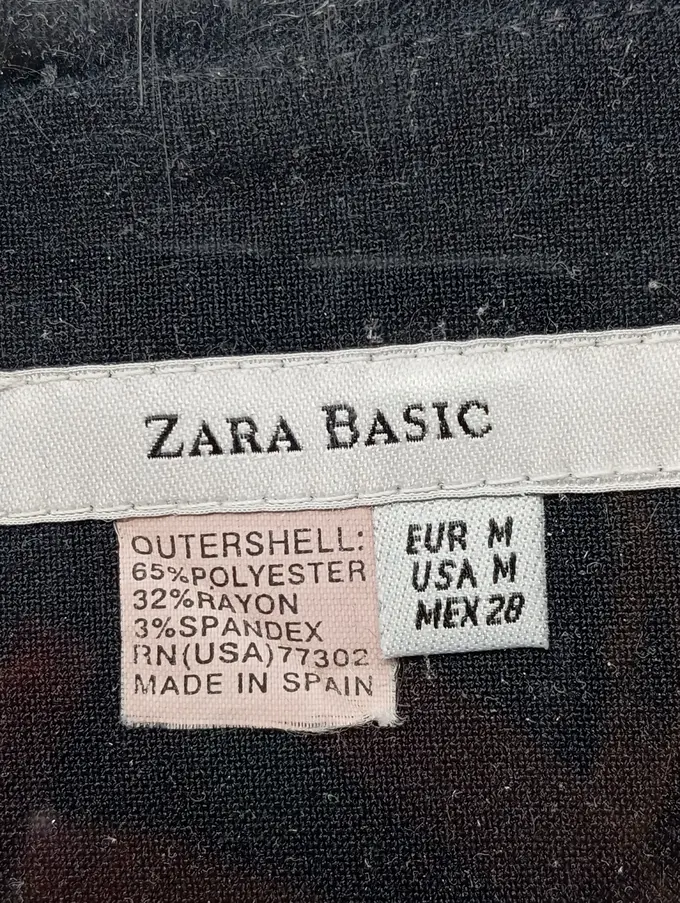 ZARA BASIC
OUTERSHELL:
65%POLYESTER
32%RAYON
3%SPANDEX
RN(USA)77302
MADE IN SPAIN
EUR M
USA M
MEX 28